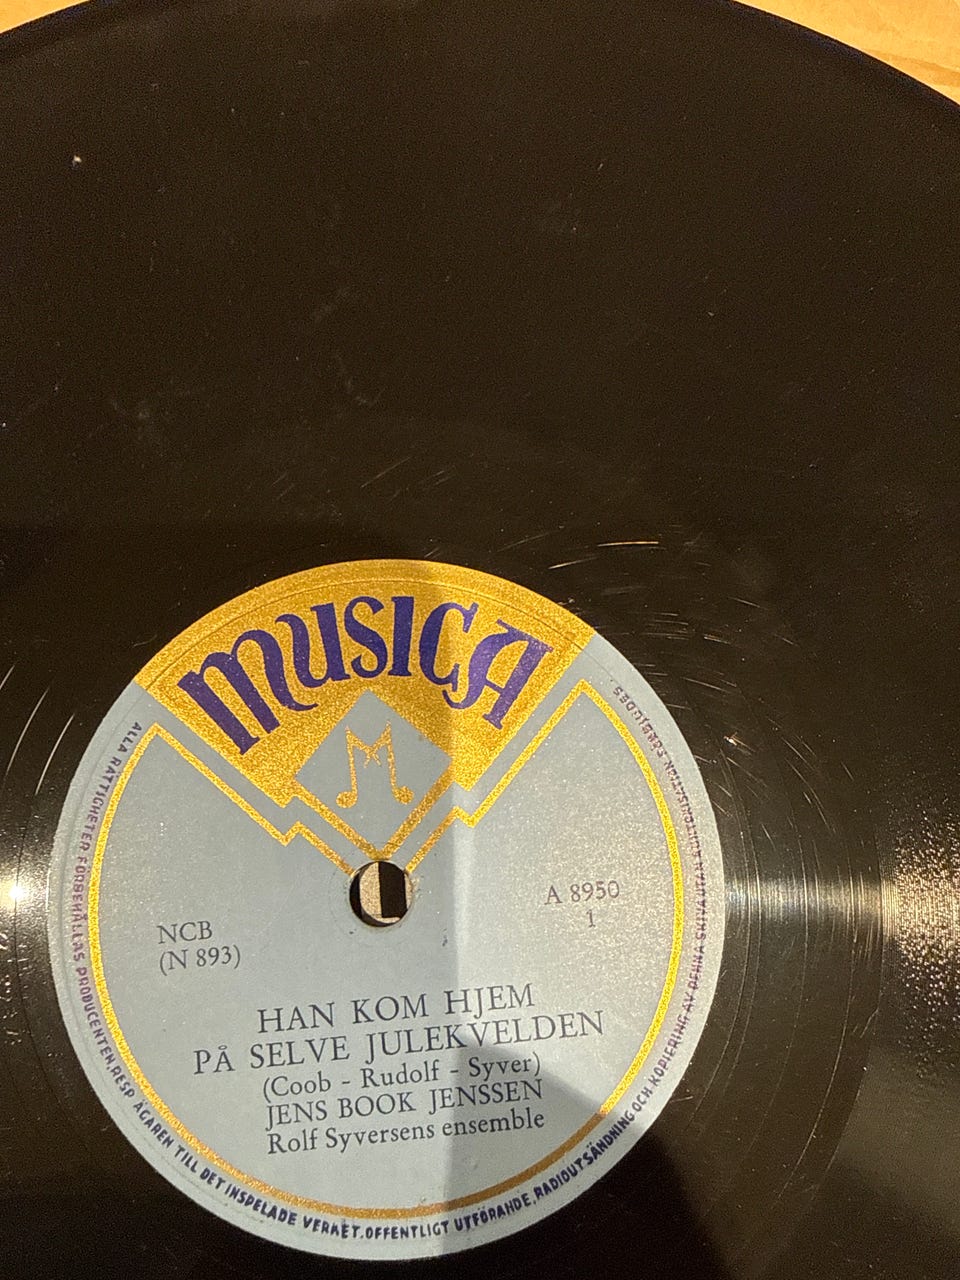 MUSICA
NCB
(N 893)
A 8950
1
HAN KOM HJEM
PÅ SELVE JULEKVELDEN
(Coob - Rudolf - Syver)
JENS BOOK JENSSEN
Rolf Syversens ensemble
ALLA RÄTTIGHETER FÖRBEHÅLLAS PRODUCENTEN, RESP ÄGAREN TILL DET INSPELADE VERKET. OFFENTLIGT UTFÖRANDE, RADIOUTSÄNDNING OCH KOPIERING AV DENNA SKIVA UTAN AUKTORISATION FÖRBJUDES